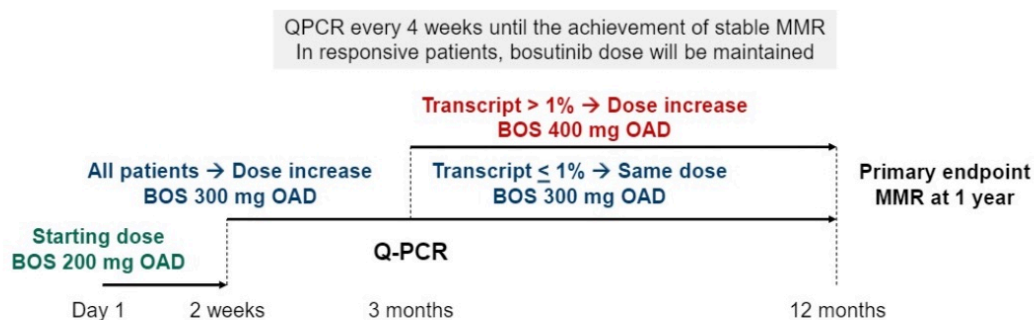 QPCR every 4 weeks until the achievement of stable MMR
In responsive patients, bosutinib dose will be maintained
Transcript > 1% → Dose increase
BOS 400 mg OAD
All patients → Dose increase
BOS 300 mg OAD
Transcript ≤ 1% → Same dose
BOS 300 mg OAD
Primary endpoint
MMR at 1 year
Starting dose
BOS 200 mg OAD
Q-PCR
Day 1
2 weeks
3 months
12 months